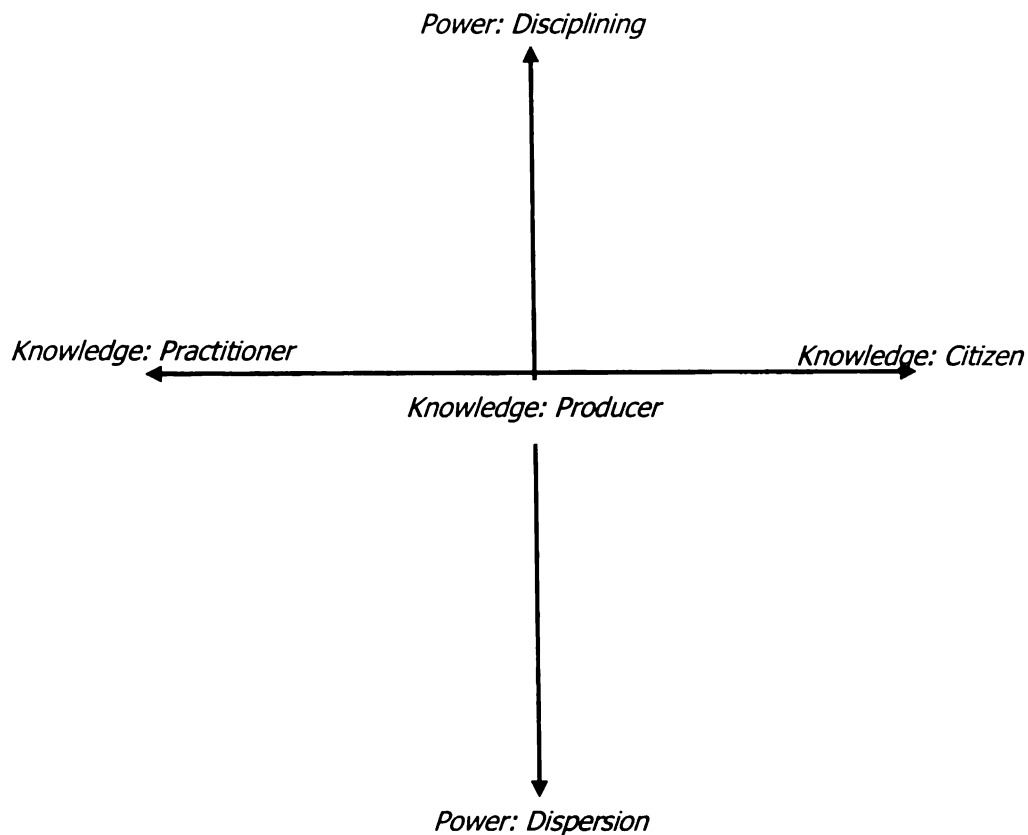 Power: Disciplining
Knowledge: Practitioner
Knowledge: Citizen
Knowledge: Producer
Power: Dispersion